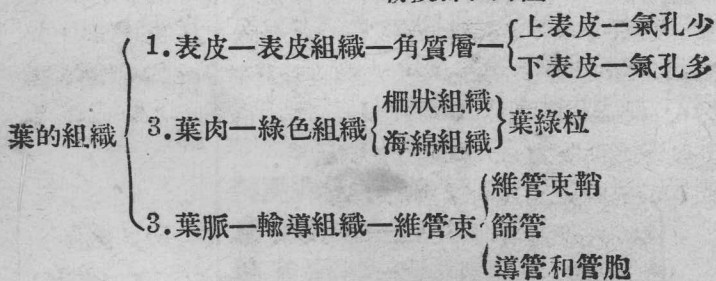 上表皮—氣孔少
1.表皮—表皮組織—角質層—
下表皮—氣孔多
柵狀組織
葉的組織
3.葉肉—綠色組織
葉綠粒
海綿組織
維管束鞘
3.葉脈—輸導組織—維管束
篩管
導管和管胞